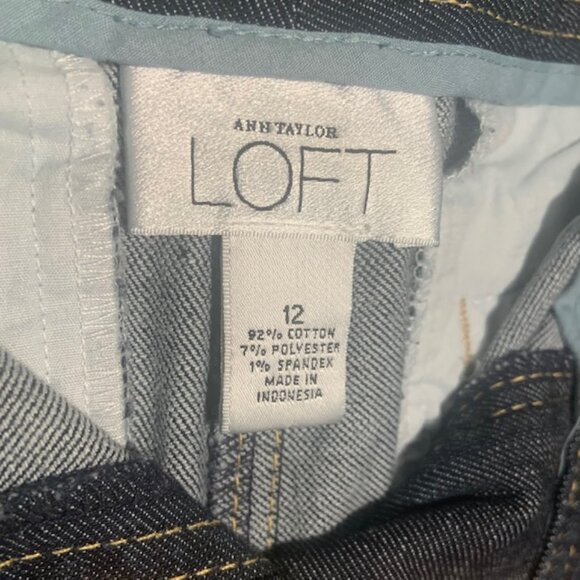 ANN TAYLOR
LOFT
12
92% COTTON
7% POLYESTER
1% SPANDEX
MADE IN
INDONESIA